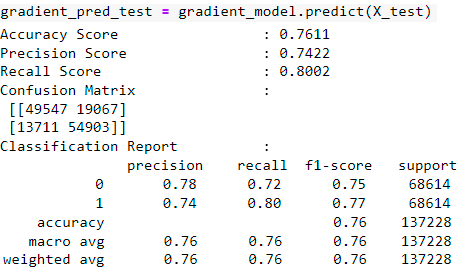 gradient_pred_test = gradient_model.predict(X_test)
Accuracy Score : 0.7611
Precision Score : 0.7422
Recall Score : 0.8002
Confusion Matrix :
[[49547 19067]
[13711 54903]]
Classification Report :
precision recall f1-score support
0 0.78 0.72 0.75 68614
1 0.74 0.80 0.77 68614
accuracy 0.76 137228
macro avg 0.76 0.76 0.76 137228
weighted avg 0.76 0.76 0.76 137228